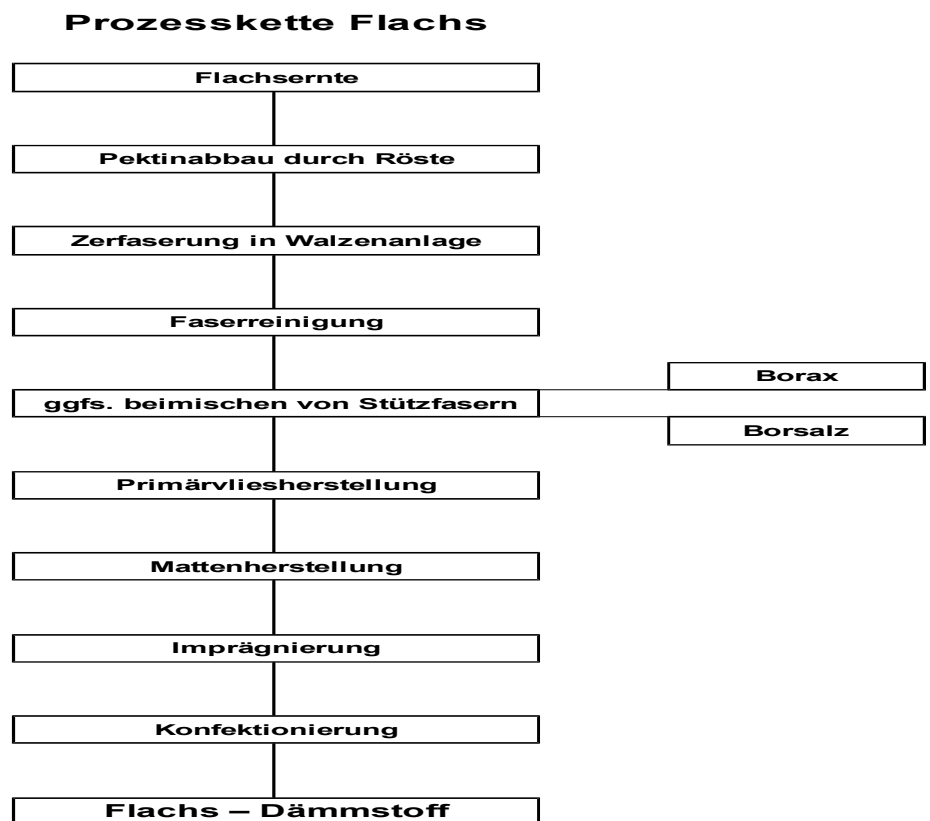 Prozesskette Flachs
Flachsernte
Pektinabbau durch Röste
Zerfaserung in Walzenanlage
Faserreinigung
Borax
ggfs. beimischen von Stützfasern
Borsalz
Primärvliesherstellung
Mattenherstellung
Imprägnierung
Konfektionierung
Flachs – Dämmstoff